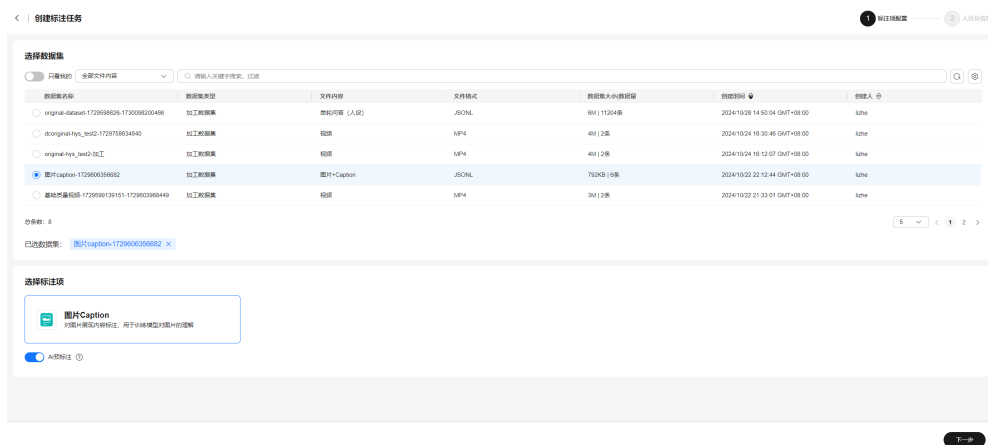 创建标注任务
1 标注项配置
2
选择数据集
只看我的 全部文件内容 请输入关键字搜索、过滤
数据集名称 数据集类型 文件内容 文件格式 数据集大小|数据量 创建时间 创建人
original-dataset-1729598626-1730098200466 加工数据集 单轮问答（人设） JSONL 6M | 11204条 2024/10/28 14:50:04 GMT+08:00 lizhe
dcoriginal-hys_test2-1729758634640 加工数据集 视频 MP4 4M | 2条 2024/10/24 16:30:46 GMT+08:00 lizhe
original-hys_test2-加工 加工数据集 视频 MP4 4M | 2条 2024/10/24 16:12:07 GMT+08:00 lizhe
图片caption-1729606356682 加工数据集 图片+Caption JSONL 792KB | 6条 2024/10/22 22:12:44 GMT+08:00 lizhe
基础质量视频-1729599139151-1729603968449 加工数据集 视频 MP4 3M | 2条 2024/10/22 21:33:01 GMT+08:00 lizhe
总条数：8 5 1 2
已选数据集： 图片caption-1729606356682 ×
选择标注项
图片Caption
对图片展现内容标注，用于训练模型对图片的理解
AI预标注
下一步